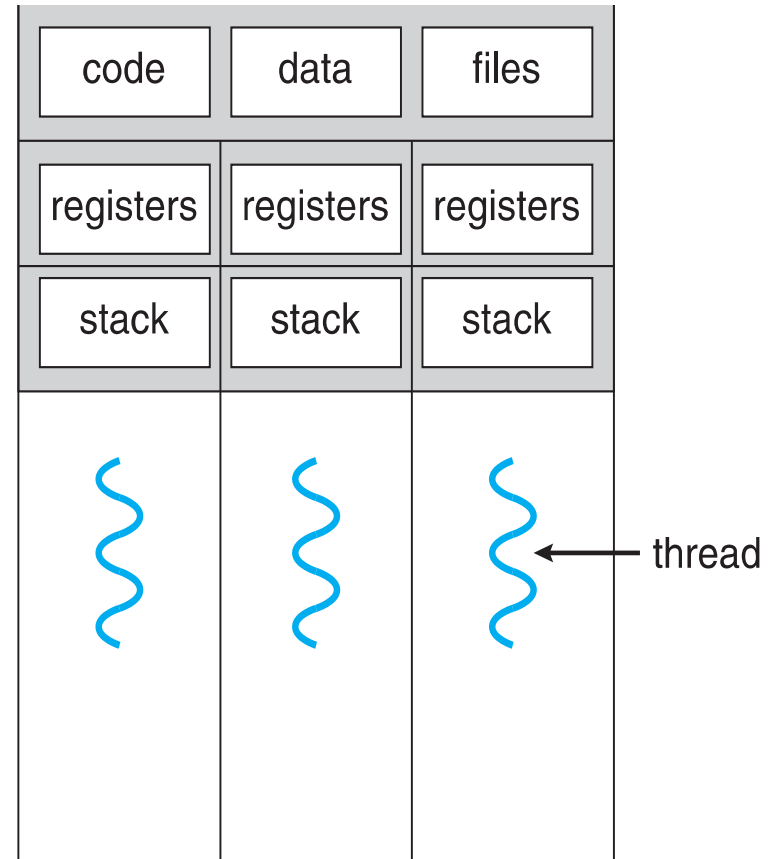 code data files
registers registers registers
stack stack stack
thread